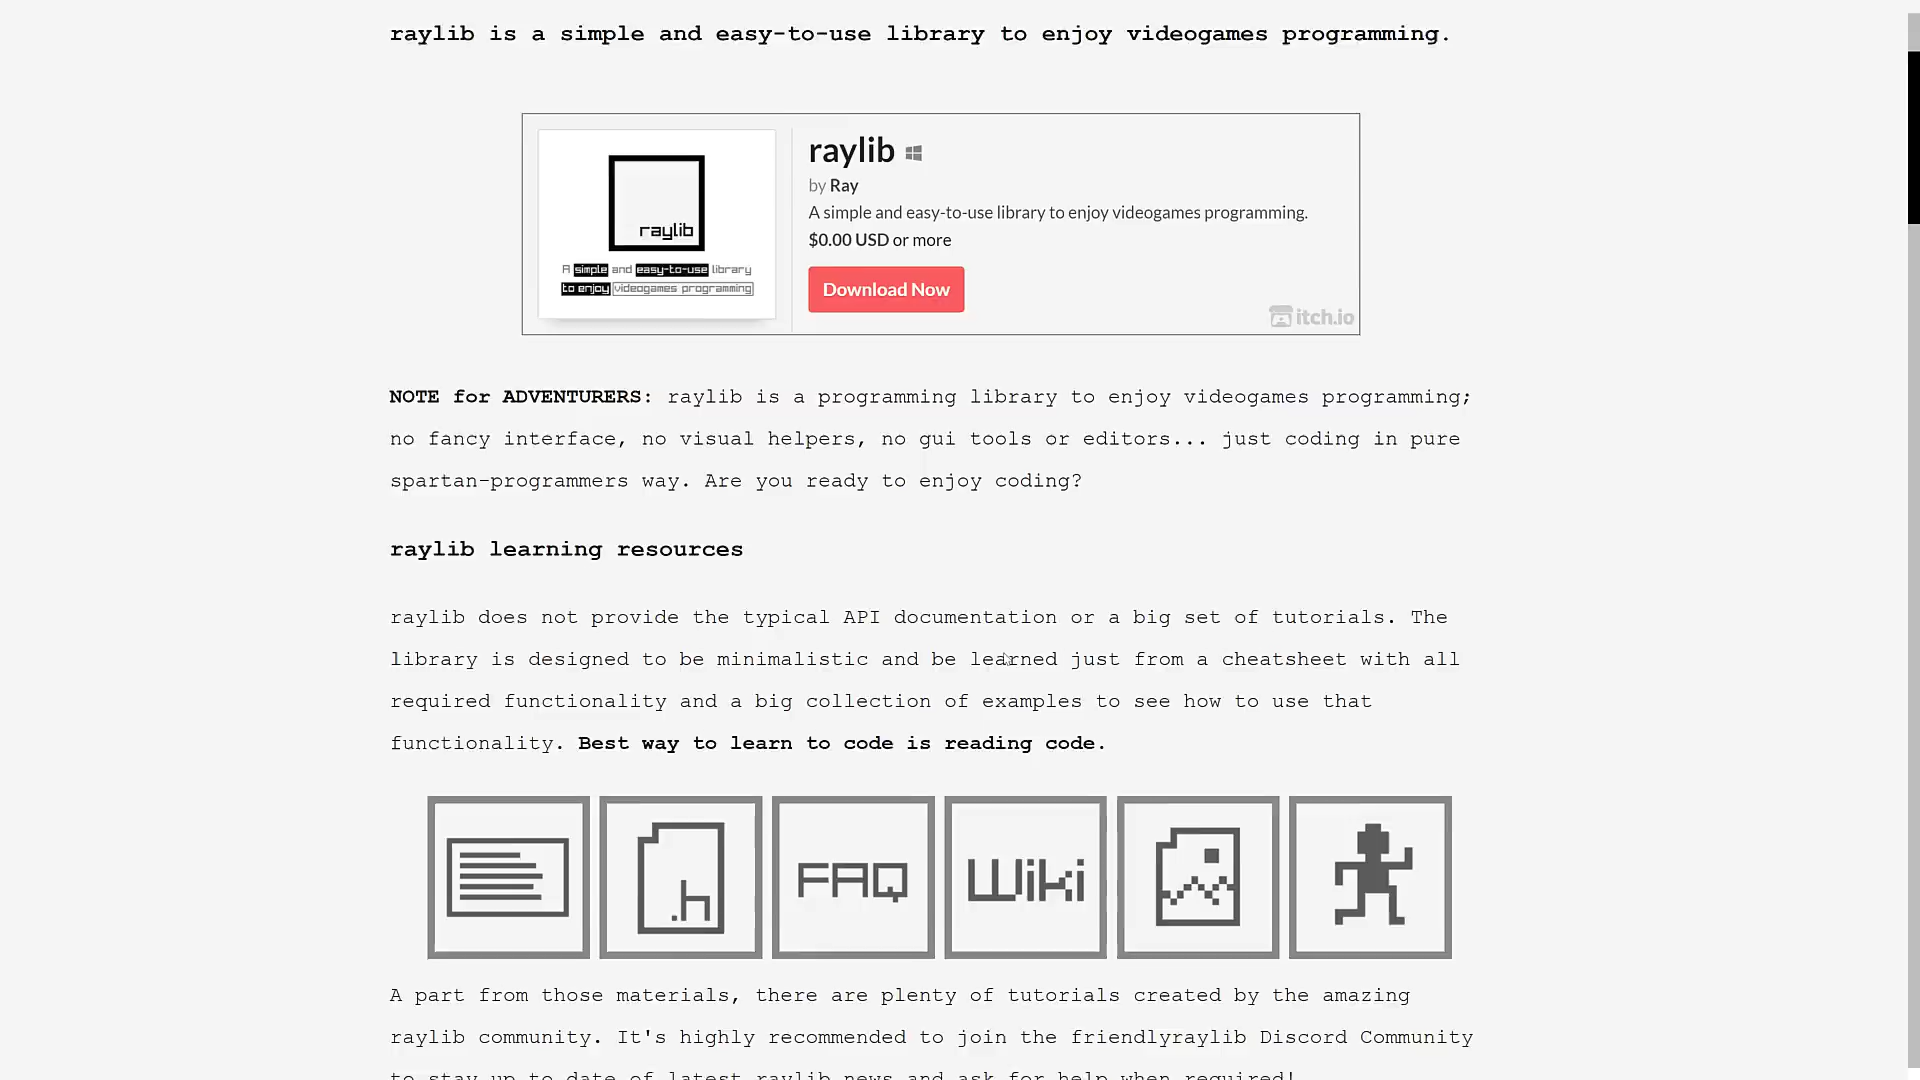 raylib is a simple and easy-to-use library to enjoy videogames programming.
raylib
A simple and easy-to-use library
to enjoy videogames programming
raylib
by Ray
A simple and easy-to-use library to enjoy videogames programming.
$0.00 USD or more
Download Now
itch.io
NOTE for ADVENTURERS: raylib is a programming library to enjoy videogames programming;
no fancy interface, no visual helpers, no gui tools or editors... just coding in pure
spartan-programmers way. Are you ready to enjoy coding?
raylib learning resources
raylib does not provide the typical API documentation or a big set of tutorials. The
library is designed to be minimalistic and be learned just from a cheatsheet with all
required functionality and a big collection of examples to see how to use that
functionality. Best way to learn to code is reading code.
.h
FAQ
Wiki
A part from those materials, there are plenty of tutorials created by the amazing
raylib community. It's highly recommended to join the friendlyraylib Discord Community
to stay up to date of latest raylib news and ask for help when required!